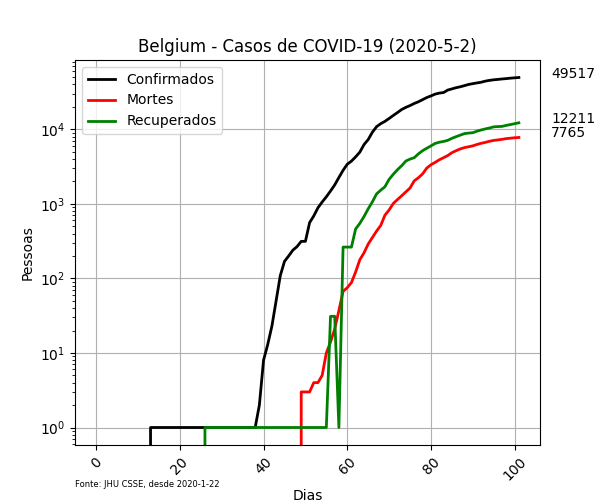 Belgium - Casos de COVID-19 (2020-5-2)
Confirmados
Mortes
Recuperados
49517
12211
7765
10^4
10^3
10^2
10^1
10^0
Pessoas
0 20 40 60 80 100
Fonte: JHU CSSE, desde 2020-1-22
Dias